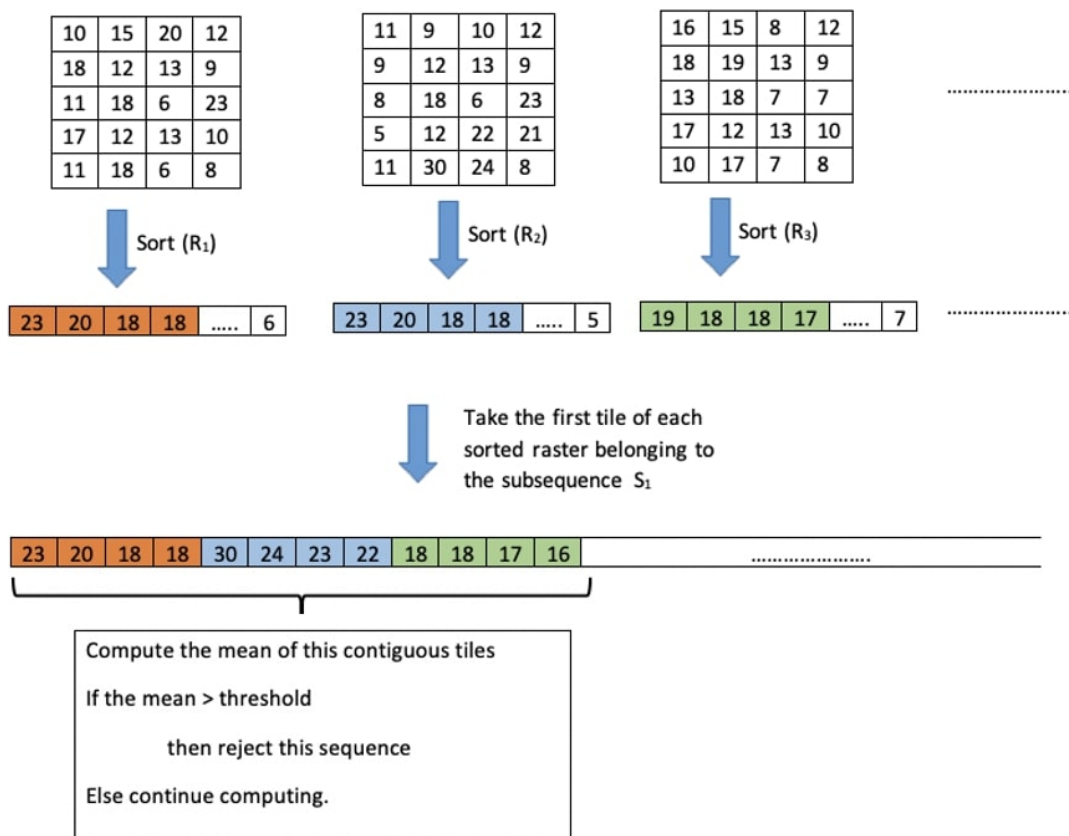 10 15 20 12
18 12 13 9
11 18 6 23
17 12 13 10
11 18 6 8
11 9 10 12
9 12 13 9
8 18 6 23
5 12 22 21
11 30 24 8
16 15 8 12
18 19 13 9
13 18 7 7
17 12 13 10
10 17 7 8
........................
Sort (R₁)
Sort (R₂)
Sort (R₃)
23 20 18 18 ..... 6
23 20 18 18 ..... 5
19 18 18 17 ..... 7
........................
Take the first tile of each
sorted raster belonging to
the subsequence S₁
23 20 18 18 30 24 23 22 18 18 17 16 ......................
Compute the mean of this contiguous tiles
If the mean > threshold
then reject this sequence
Else continue computing.